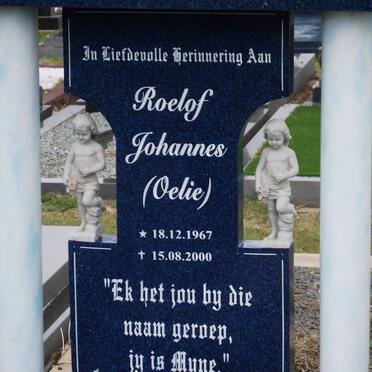 In Liefdevolle Herinnering Aan
Roelof
Johannes
(Oelie)
★ 18.12.1967
✝ 15.08.2000
"Ek het jou by die
naam geroep,
jy is Myne."